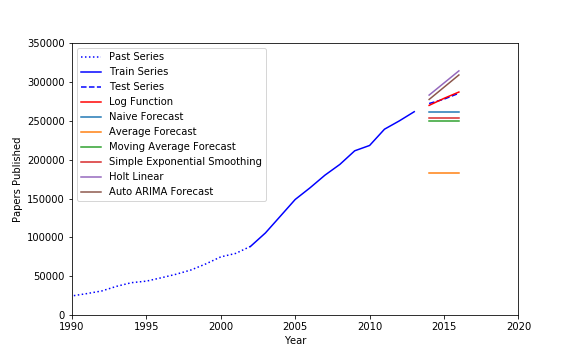 350000
300000
250000
200000
150000
100000
50000
0
Papers Published
Past Series
Train Series
Test Series
Log Function
Naive Forecast
Average Forecast
Moving Average Forecast
Simple Exponential Smoothing
Holt Linear
Auto ARIMA Forecast
1990 1995 2000 2005 2010 2015 2020
Year